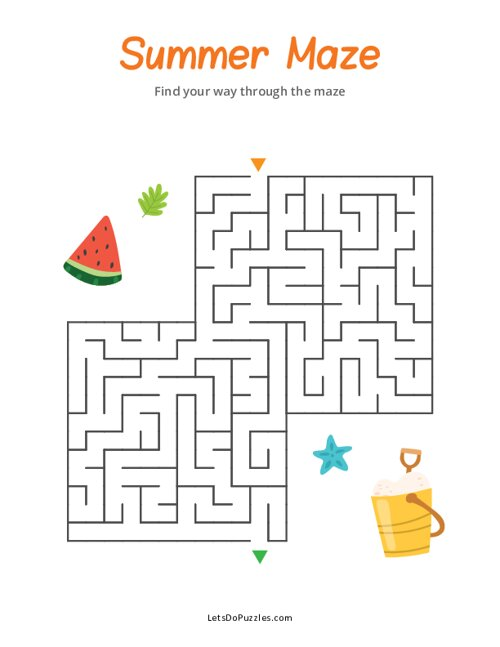 Summer Maze
Find your way through the maze
LetsDoPuzzles.com